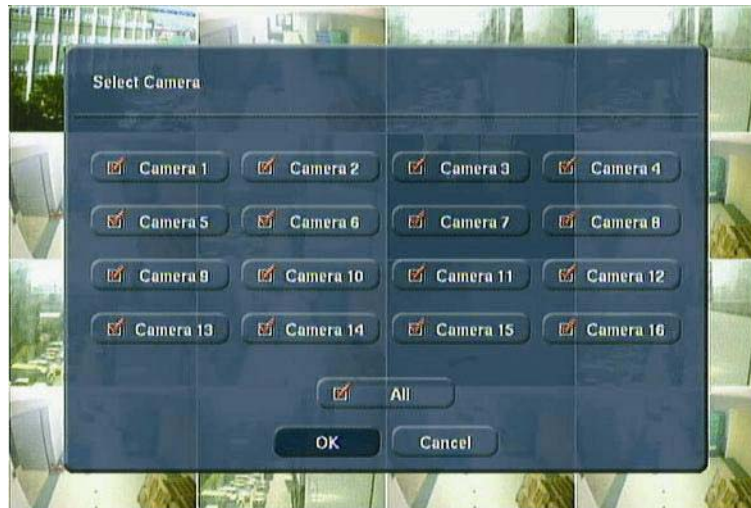 Select Camera
Camera 1 Camera 2 Camera 3 Camera 4
Camera 5 Camera 6 Camera 7 Camera 8
Camera 9 Camera 10 Camera 11 Camera 12
Camera 13 Camera 14 Camera 15 Camera 16
All
OK Cancel